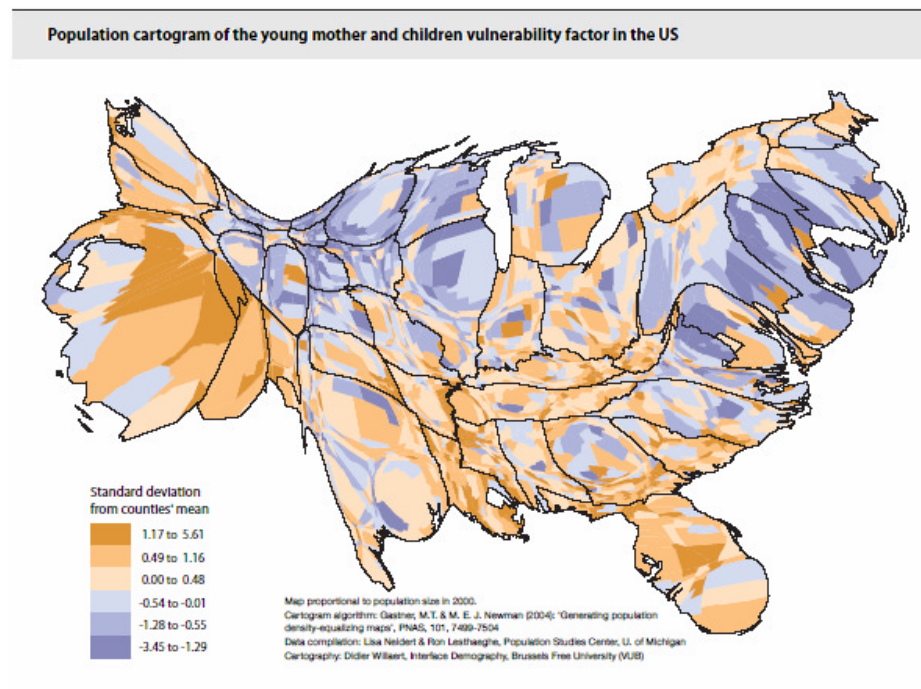 Population cartogram of the young mother and children vulnerability factor in the US
Standard deviation
from counties' mean
1.17 to 5.61
0.49 to 1.16
0.00 to 0.48
-0.54 to -0.01
-1.28 to -0.55
-3.45 to -1.29
Map proportional to population size in 2000.
Cartogram algorithm: Gastner, M.T. & M. E. J. Newman (2004): 'Generating population
density-equalizing maps', PNAS, 101, 7499-7504
Data compilation: Lisa Neidert & Ron Lesthaeghe, Population Studies Center, U. of Michigan
Cartography: Didier Willaert, Interface Demography, Brussels Free University (VUB)